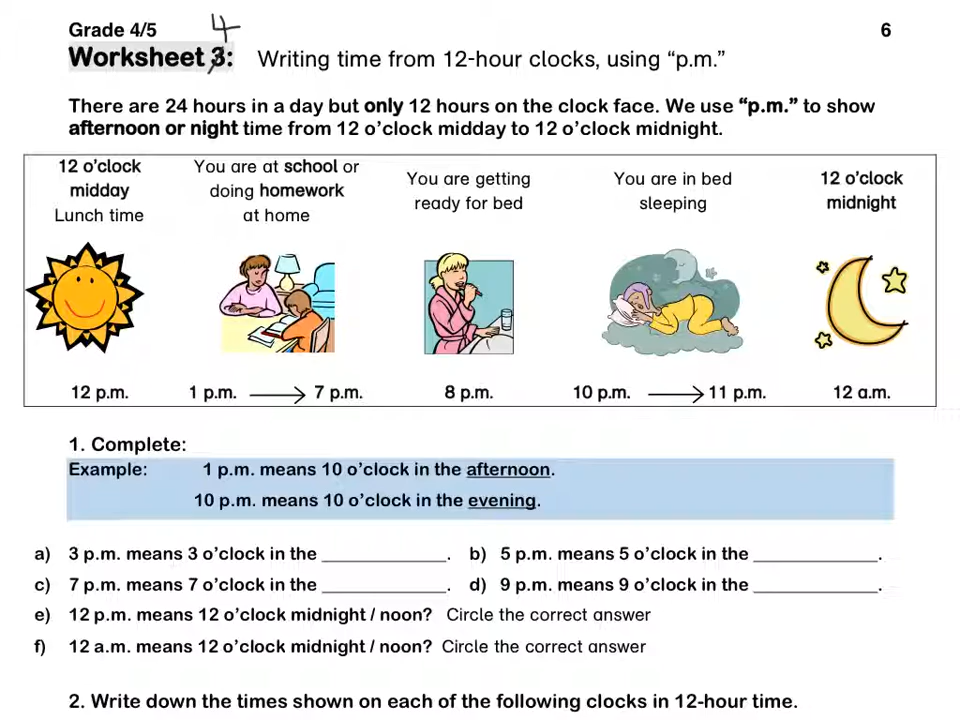 Grade 4/5
4
6
Worksheet 3: Writing time from 12-hour clocks, using “p.m.”
There are 24 hours in a day but only 12 hours on the clock face. We use “p.m.” to show
afternoon or night time from 12 o’clock midday to 12 o’clock midnight.
12 o’clock
midday
Lunch time
You are at school or
doing homework
at home
You are getting
ready for bed
You are in bed
sleeping
12 o’clock
midnight
12 p.m.
1 p.m. → 7 p.m.
8 p.m.
10 p.m. → 11 p.m.
12 a.m.
1. Complete:
Example: 1 p.m. means 10 o’clock in the afternoon.
10 p.m. means 10 o’clock in the evening.
a) 3 p.m. means 3 o’clock in the _____________. b) 5 p.m. means 5 o’clock in the _____________.
c) 7 p.m. means 7 o’clock in the _____________. d) 9 p.m. means 9 o’clock in the _____________.
e) 12 p.m. means 12 o’clock midnight / noon? Circle the correct answer
f) 12 a.m. means 12 o’clock midnight / noon? Circle the correct answer
2. Write down the times shown on each of the following clocks in 12-hour time.